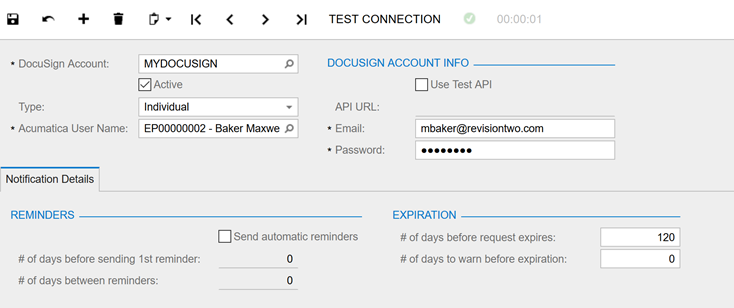 TEST CONNECTION 00:00:01
* DocuSign Account: MYDOCUSIGN
Active
Type: Individual
* Acumatica User Name: EP00000002 - Baker Maxwe
DOCUSIGN ACCOUNT INFO
Use Test API
API URL:
* Email: mbaker@revisiontwo.com
* Password: ●●●●●●●●
Notification Details
REMINDERS
Send automatic reminders
# of days before sending 1st reminder: 0
# of days between reminders: 0
EXPIRATION
# of days before request expires: 120
# of days to warn before expiration: 0